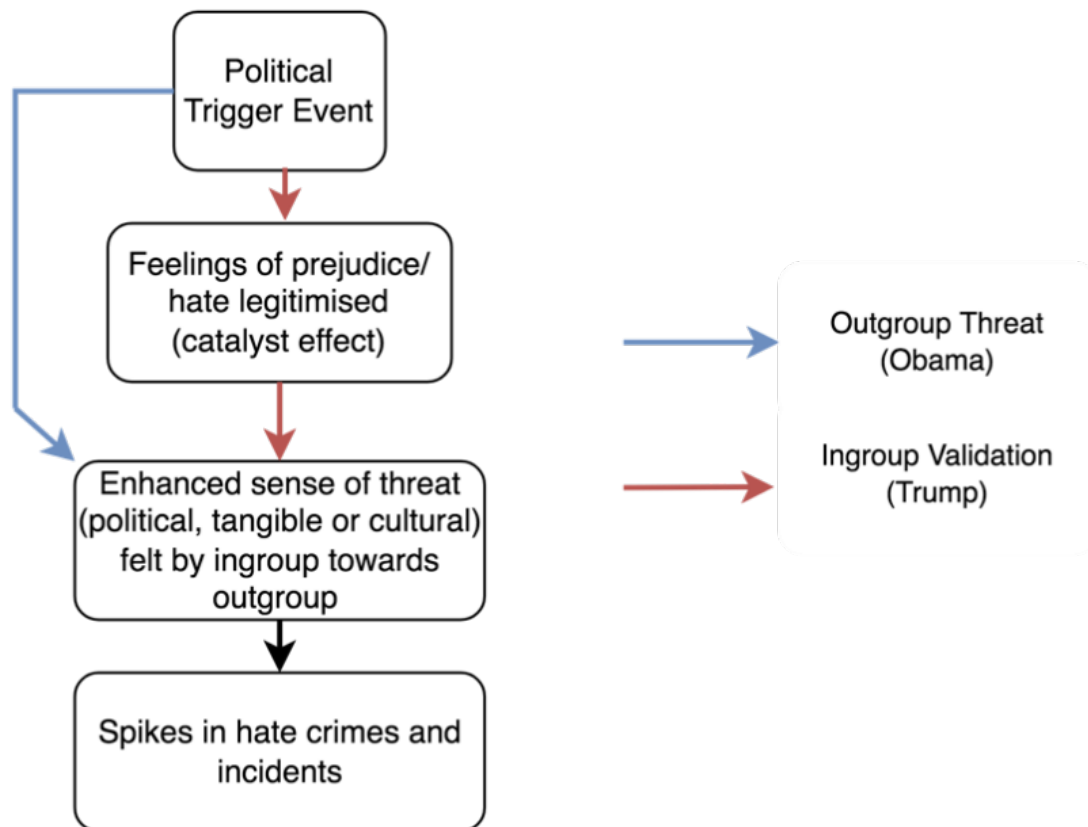 Political
Trigger Event
Feelings of prejudice/
hate legitimised
(catalyst effect)
Enhanced sense of threat
(political, tangible or cultural)
felt by ingroup towards
outgroup
Spikes in hate crimes and
incidents
Outgroup Threat
(Obama)
Ingroup Validation
(Trump)